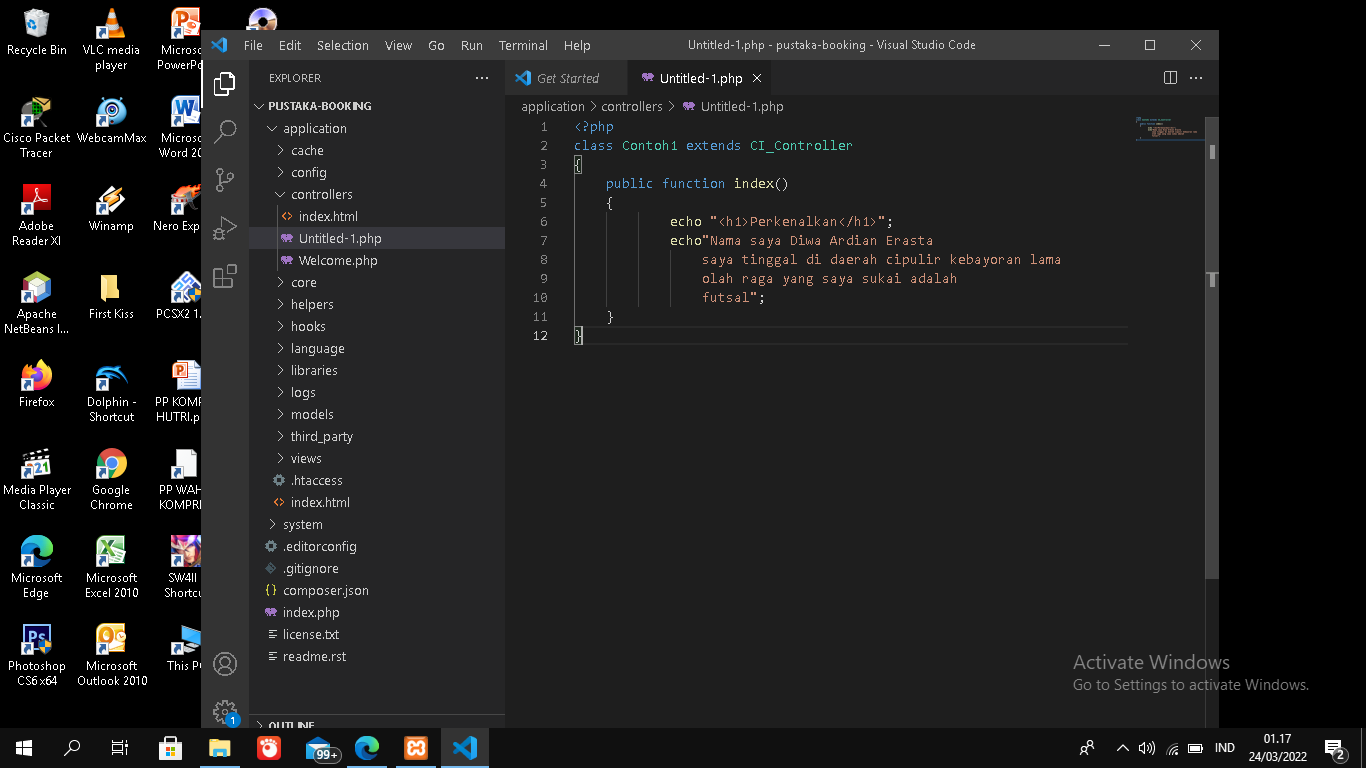 Recycle Bin
VLC media
player
Microso
PowerPo
Cisco Packet
Tracer
WebcamMax
Microso
Word 20
Adobe
Reader XI
Winamp
Nero Exp
Apache
NetBeans I...
First Kiss
PCSX2 1.
Firefox
Dolphin -
Shortcut
PP KOMP
HUTRI.p
Media Player
Classic
Google
Chrome
PP WAH
KOMPRE
Microsoft
Edge
Microsoft
Excel 2010
SW4II
Shortcu
Photoshop
CS6 x64
Microsoft
Outlook 2010
This PC
File Edit Selection View Go Run Terminal Help
Untitled-1.php - pustaka-booking - Visual Studio Code
EXPLORER
PUSTAKA-BOOKING
application
cache
config
controllers
index.html
Untitled-1.php
Welcome.php
core
helpers
hooks
language
libraries
logs
models
third_party
views
.htaccess
index.html
system
.editorconfig
.gitignore
composer.json
index.php
license.txt
readme.rst
OUTLINE
1
Get Started
Untitled-1.php
application > controllers > Untitled-1.php
1 <?php
2 class Contoh1 extends CI_Controller
3 {
4 public function index()
5 {
6 echo "<h1>Perkenalkan</h1>";
7 echo"Nama saya Diwa Ardian Erasta
8 saya tinggal di daerah cipulir kebayoran lama
9 olah raga yang saya sukai adalah
10 futsal";
11 }
12 }
Activate Windows
Go to Settings to activate Windows.
99+
IND
01.17
24/03/2022
2